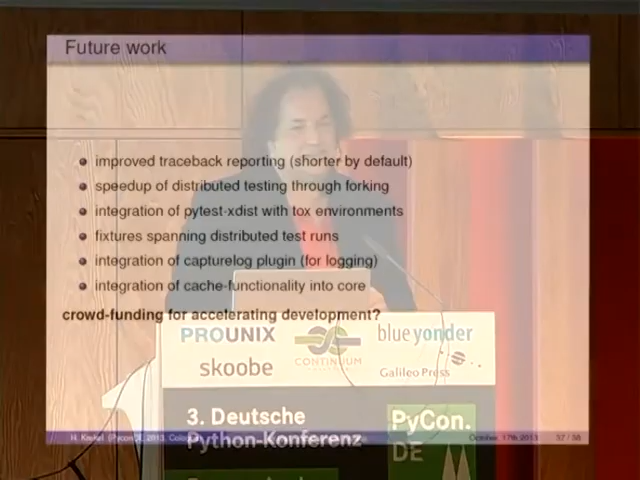 Future work
improved traceback reporting (shorter by default)
speedup of distributed testing through forking
integration of pytest-xdist with tox environments
fixtures spanning distributed test runs
integration of capturelog plugin (for logging)
integration of cache-functionality into core
crowd-funding for accelerating development?
PROUNIX
CONTINUUM
blue yonder
skoobe
Galileo Press
3. Deutsche
Python-Konferenz
PyCon.
DE
October, 17th 2013